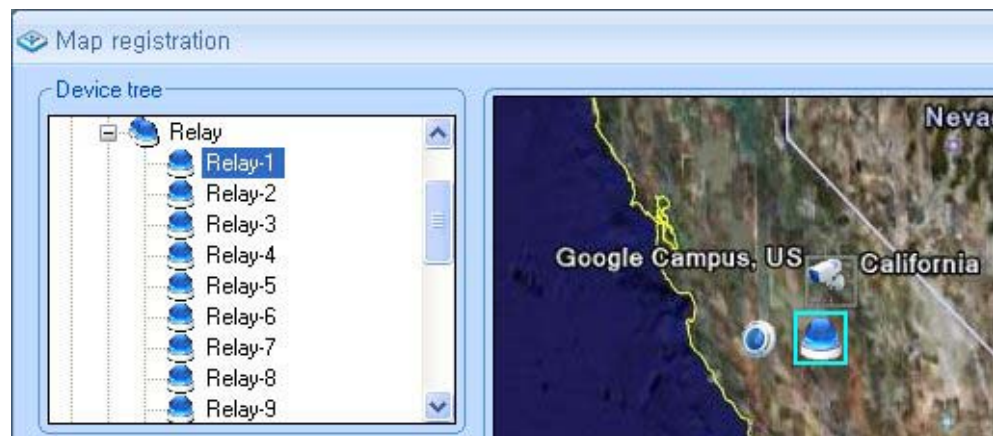 Map registration
Device tree
Relay
Relay-1
Relay-2
Relay-3
Relay-4
Relay-5
Relay-6
Relay-7
Relay-8
Relay-9
Neva
Google Campus, US
California